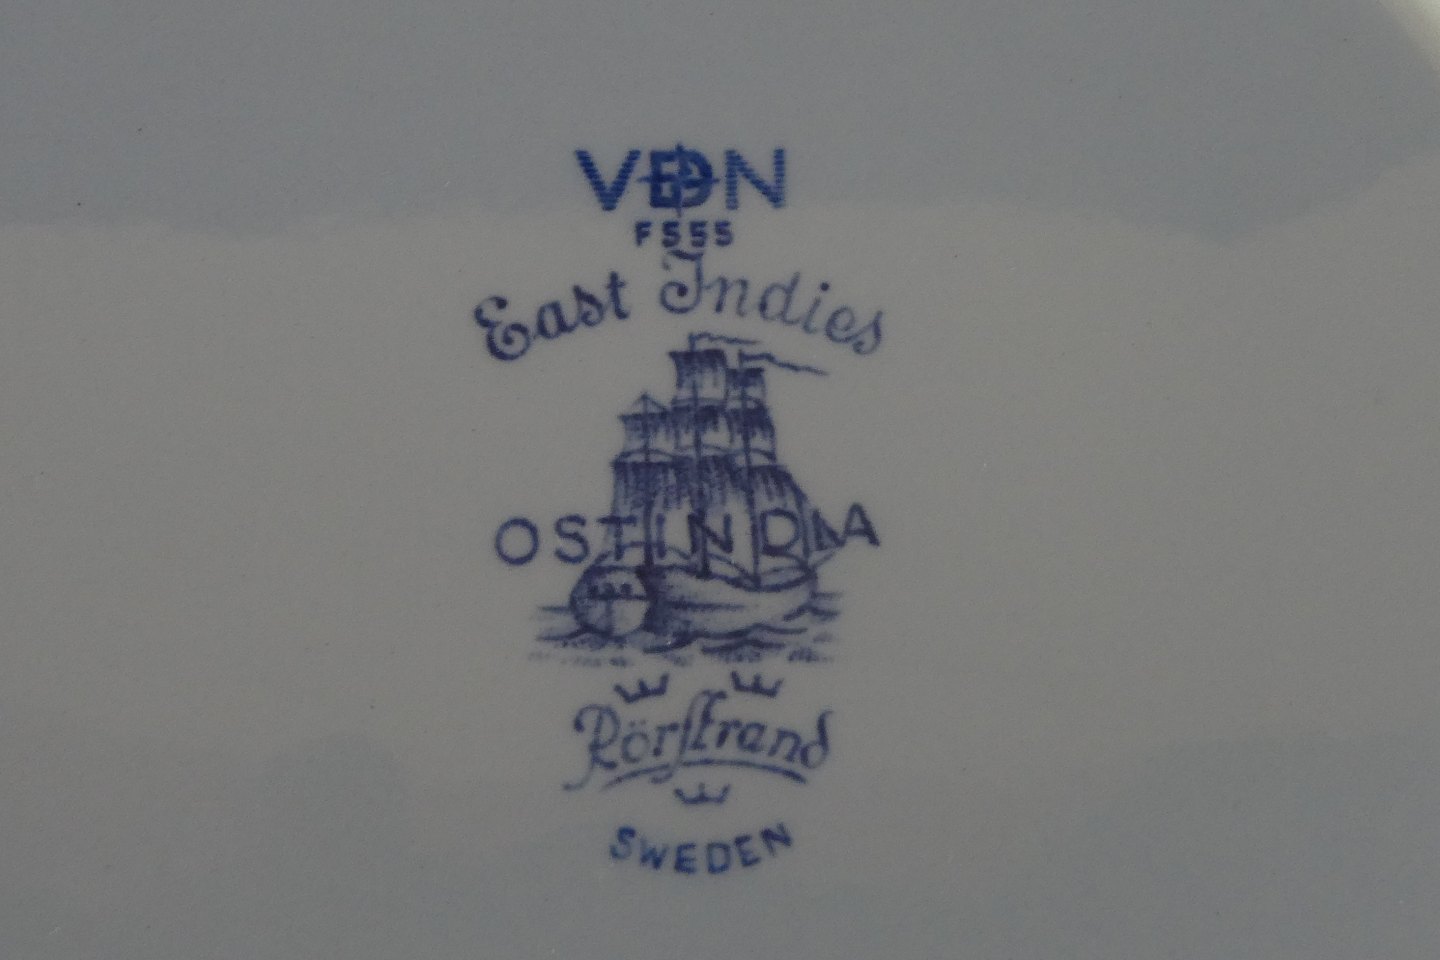 VDN
F555
East Indies
OSTINDIA
Rörstrand
SWEDEN